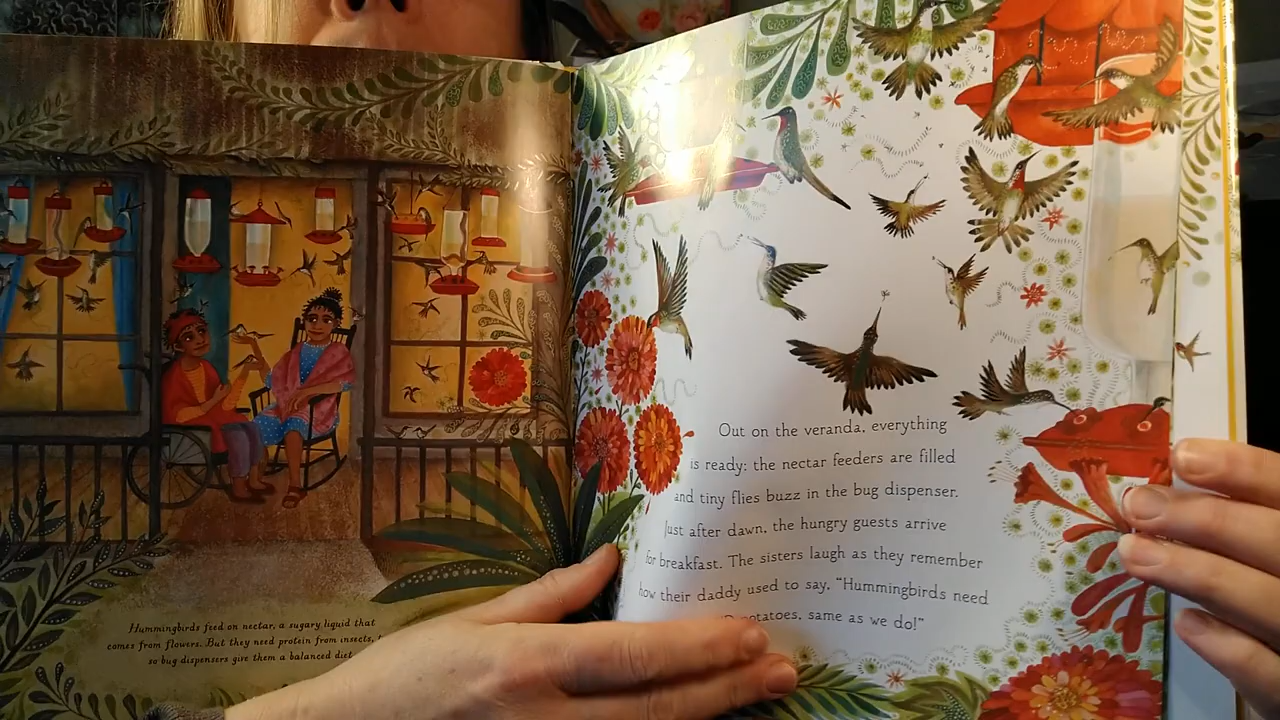 Hummingbirds feed on nectar, a sugary liquid that
comes from flowers. But they need protein from insects,
so bug dispensers give them a balanced diet
Out on the veranda, everything
is ready: the nectar feeders are filled
and tiny flies buzz in the bug dispenser.
Just after dawn, the hungry guests arrive
for breakfast. The sisters laugh as they remember
how their daddy used to say, "Hummingbirds need
potatoes, same as we do!"